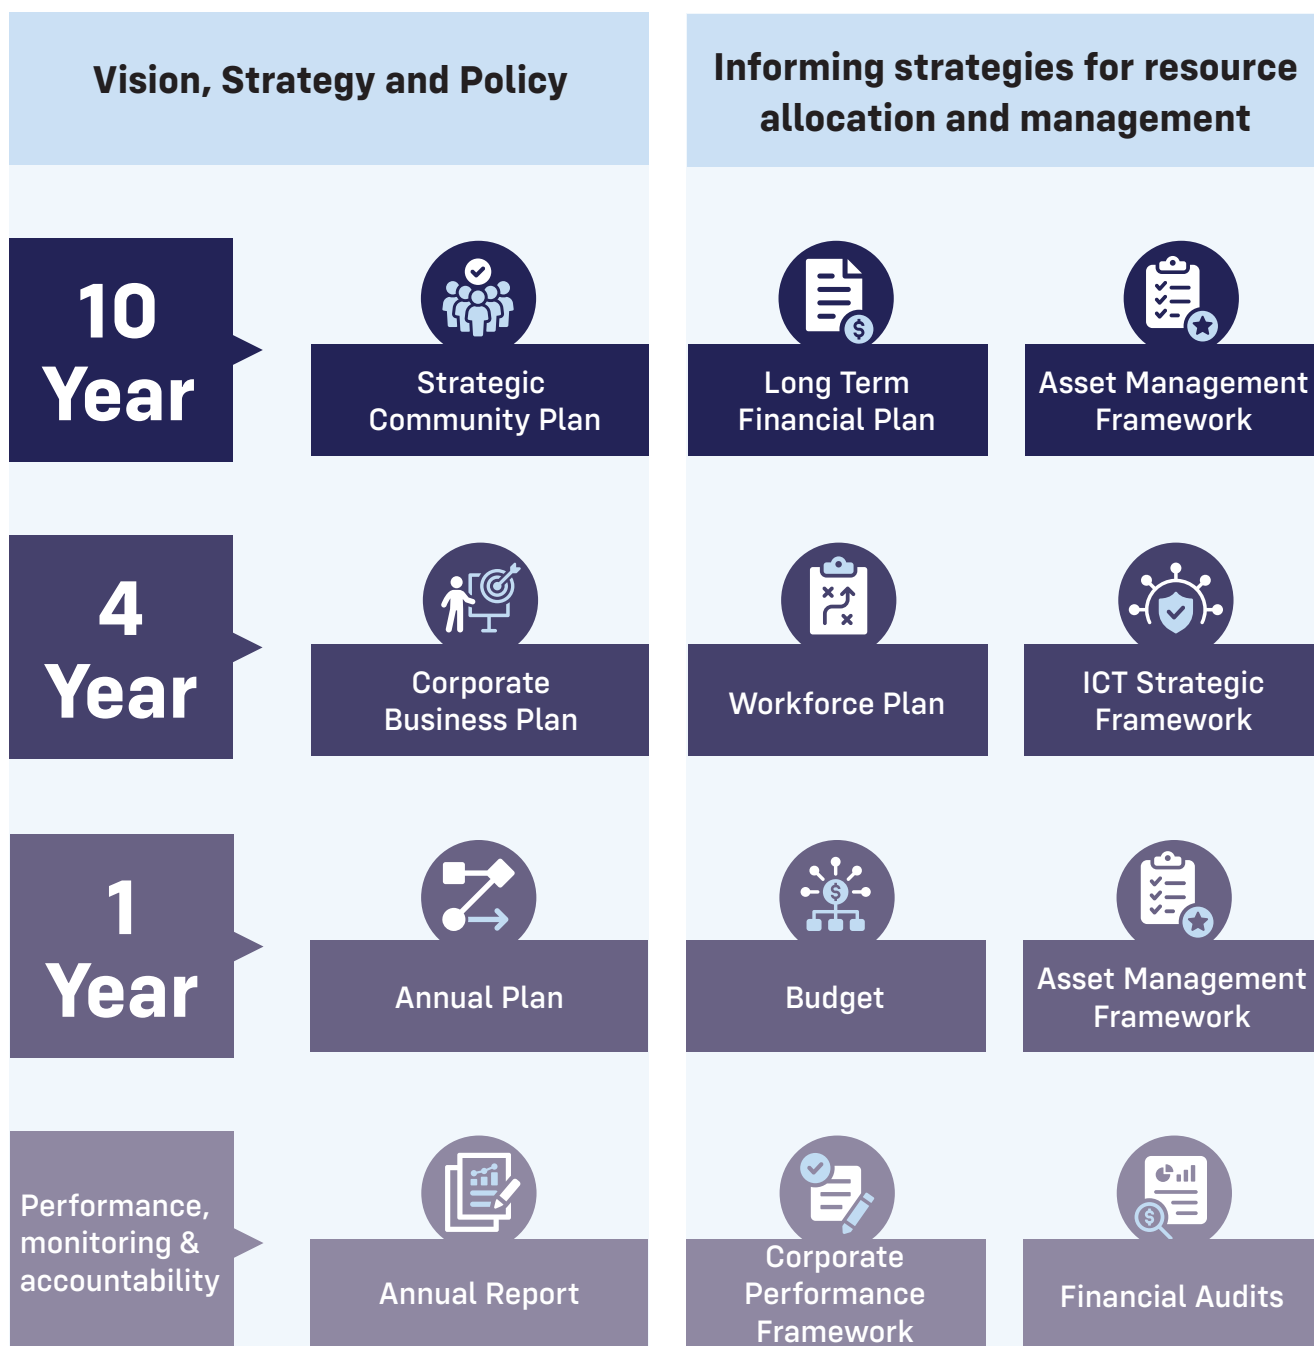 Vision, Strategy and Policy
Informing strategies for resource
allocation and management
10
Year
Strategic
Community Plan
Long Term
Financial Plan
Asset Management
Framework
4
Year
Corporate
Business Plan
Workforce Plan
ICT Strategic
Framework
1
Year
Annual Plan
Budget
Asset Management
Framework
Performance,
monitoring &
accountability
Annual Report
Corporate
Performance
Framework
Financial Audits